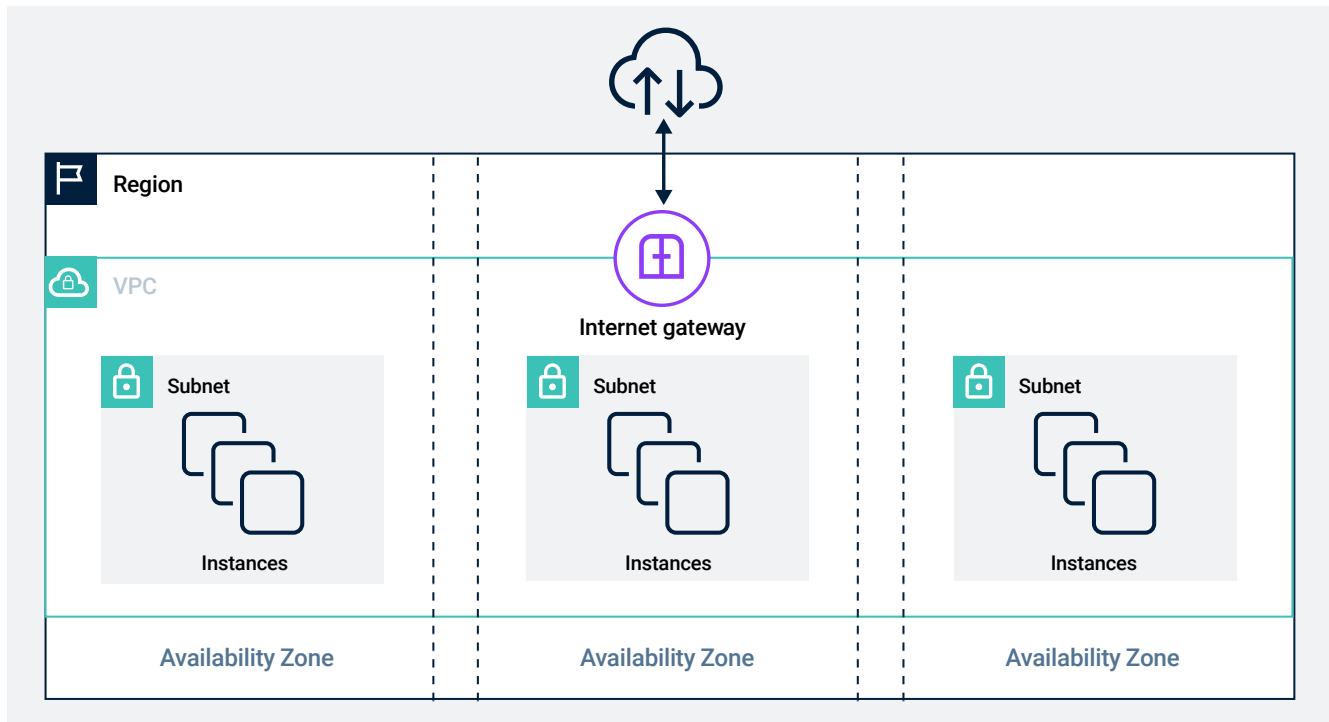 Region
VPC
Internet gateway
Subnet
Subnet
Subnet
Instances
Instances
Instances
Availability Zone
Availability Zone
Availability Zone